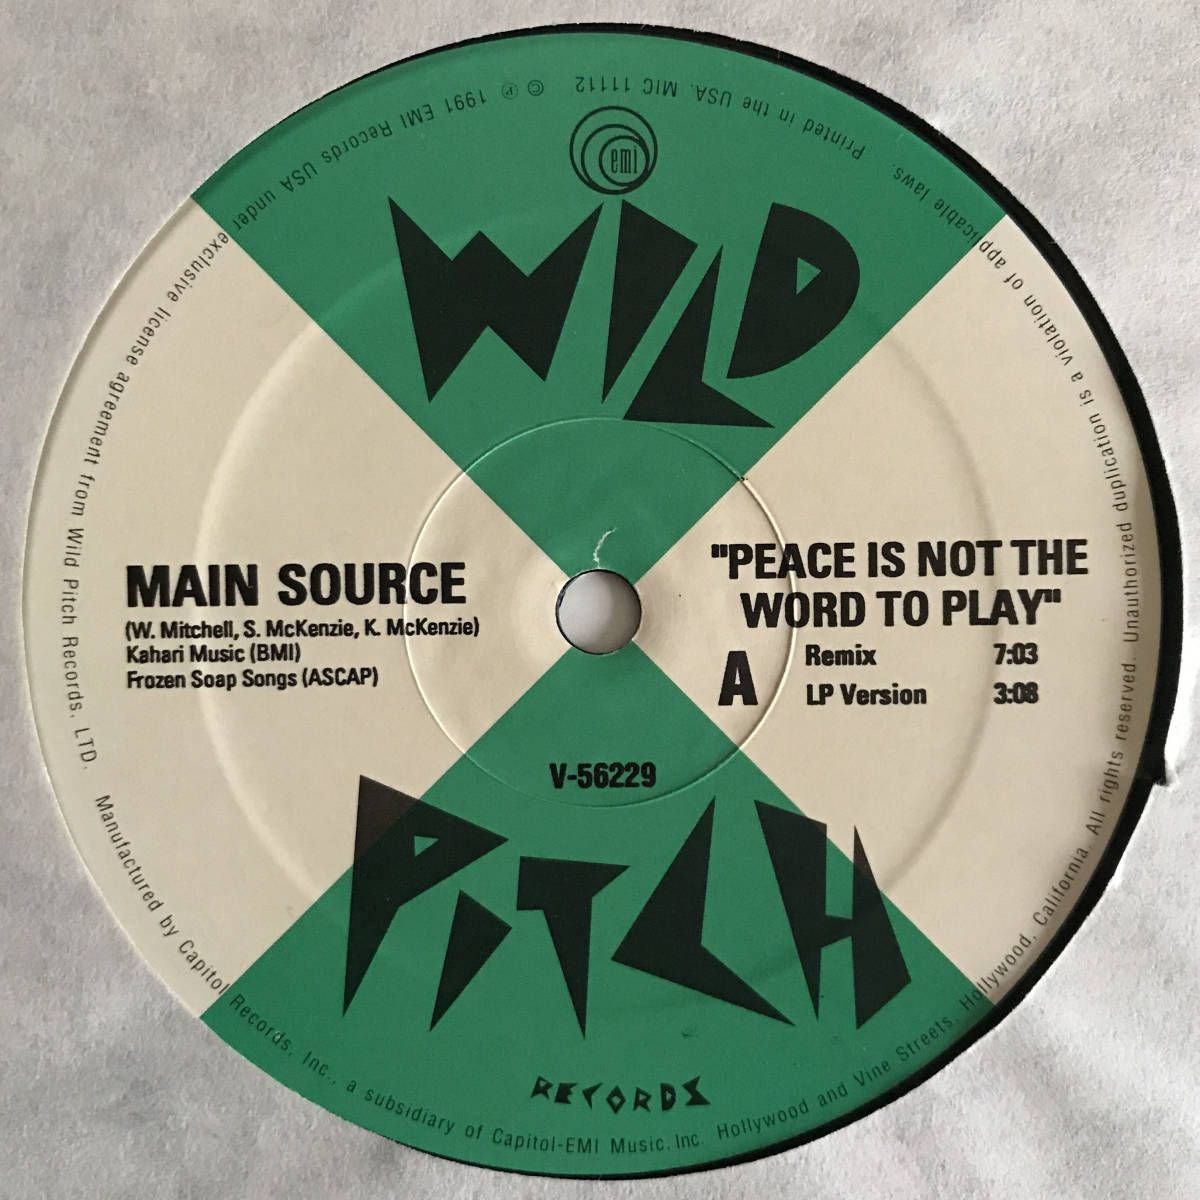 emi
WILD
MAIN SOURCE
(W. Mitchell, S. McKenzie, K. McKenzie)
Kahari Music (BMI)
Frozen Soap Songs (ASCAP)
"PEACE IS NOT THE
WORD TO PLAY"
A
Remix 7:03
LP Version 3:08
V-56229
PiTCH
RECORDS
Manufactured by Capitol Records, Inc., a subsidiary of Capitol-EMI Music, Inc. Hollywood and Vine Streets, Hollywood, California. All rights reserved. Unauthorized duplication is a violation of applicable laws. Printed in the USA. MIC 11112 © ℗ 1991 EMI Records USA under exclusive license agreement from Wild Pitch Records, LTD.